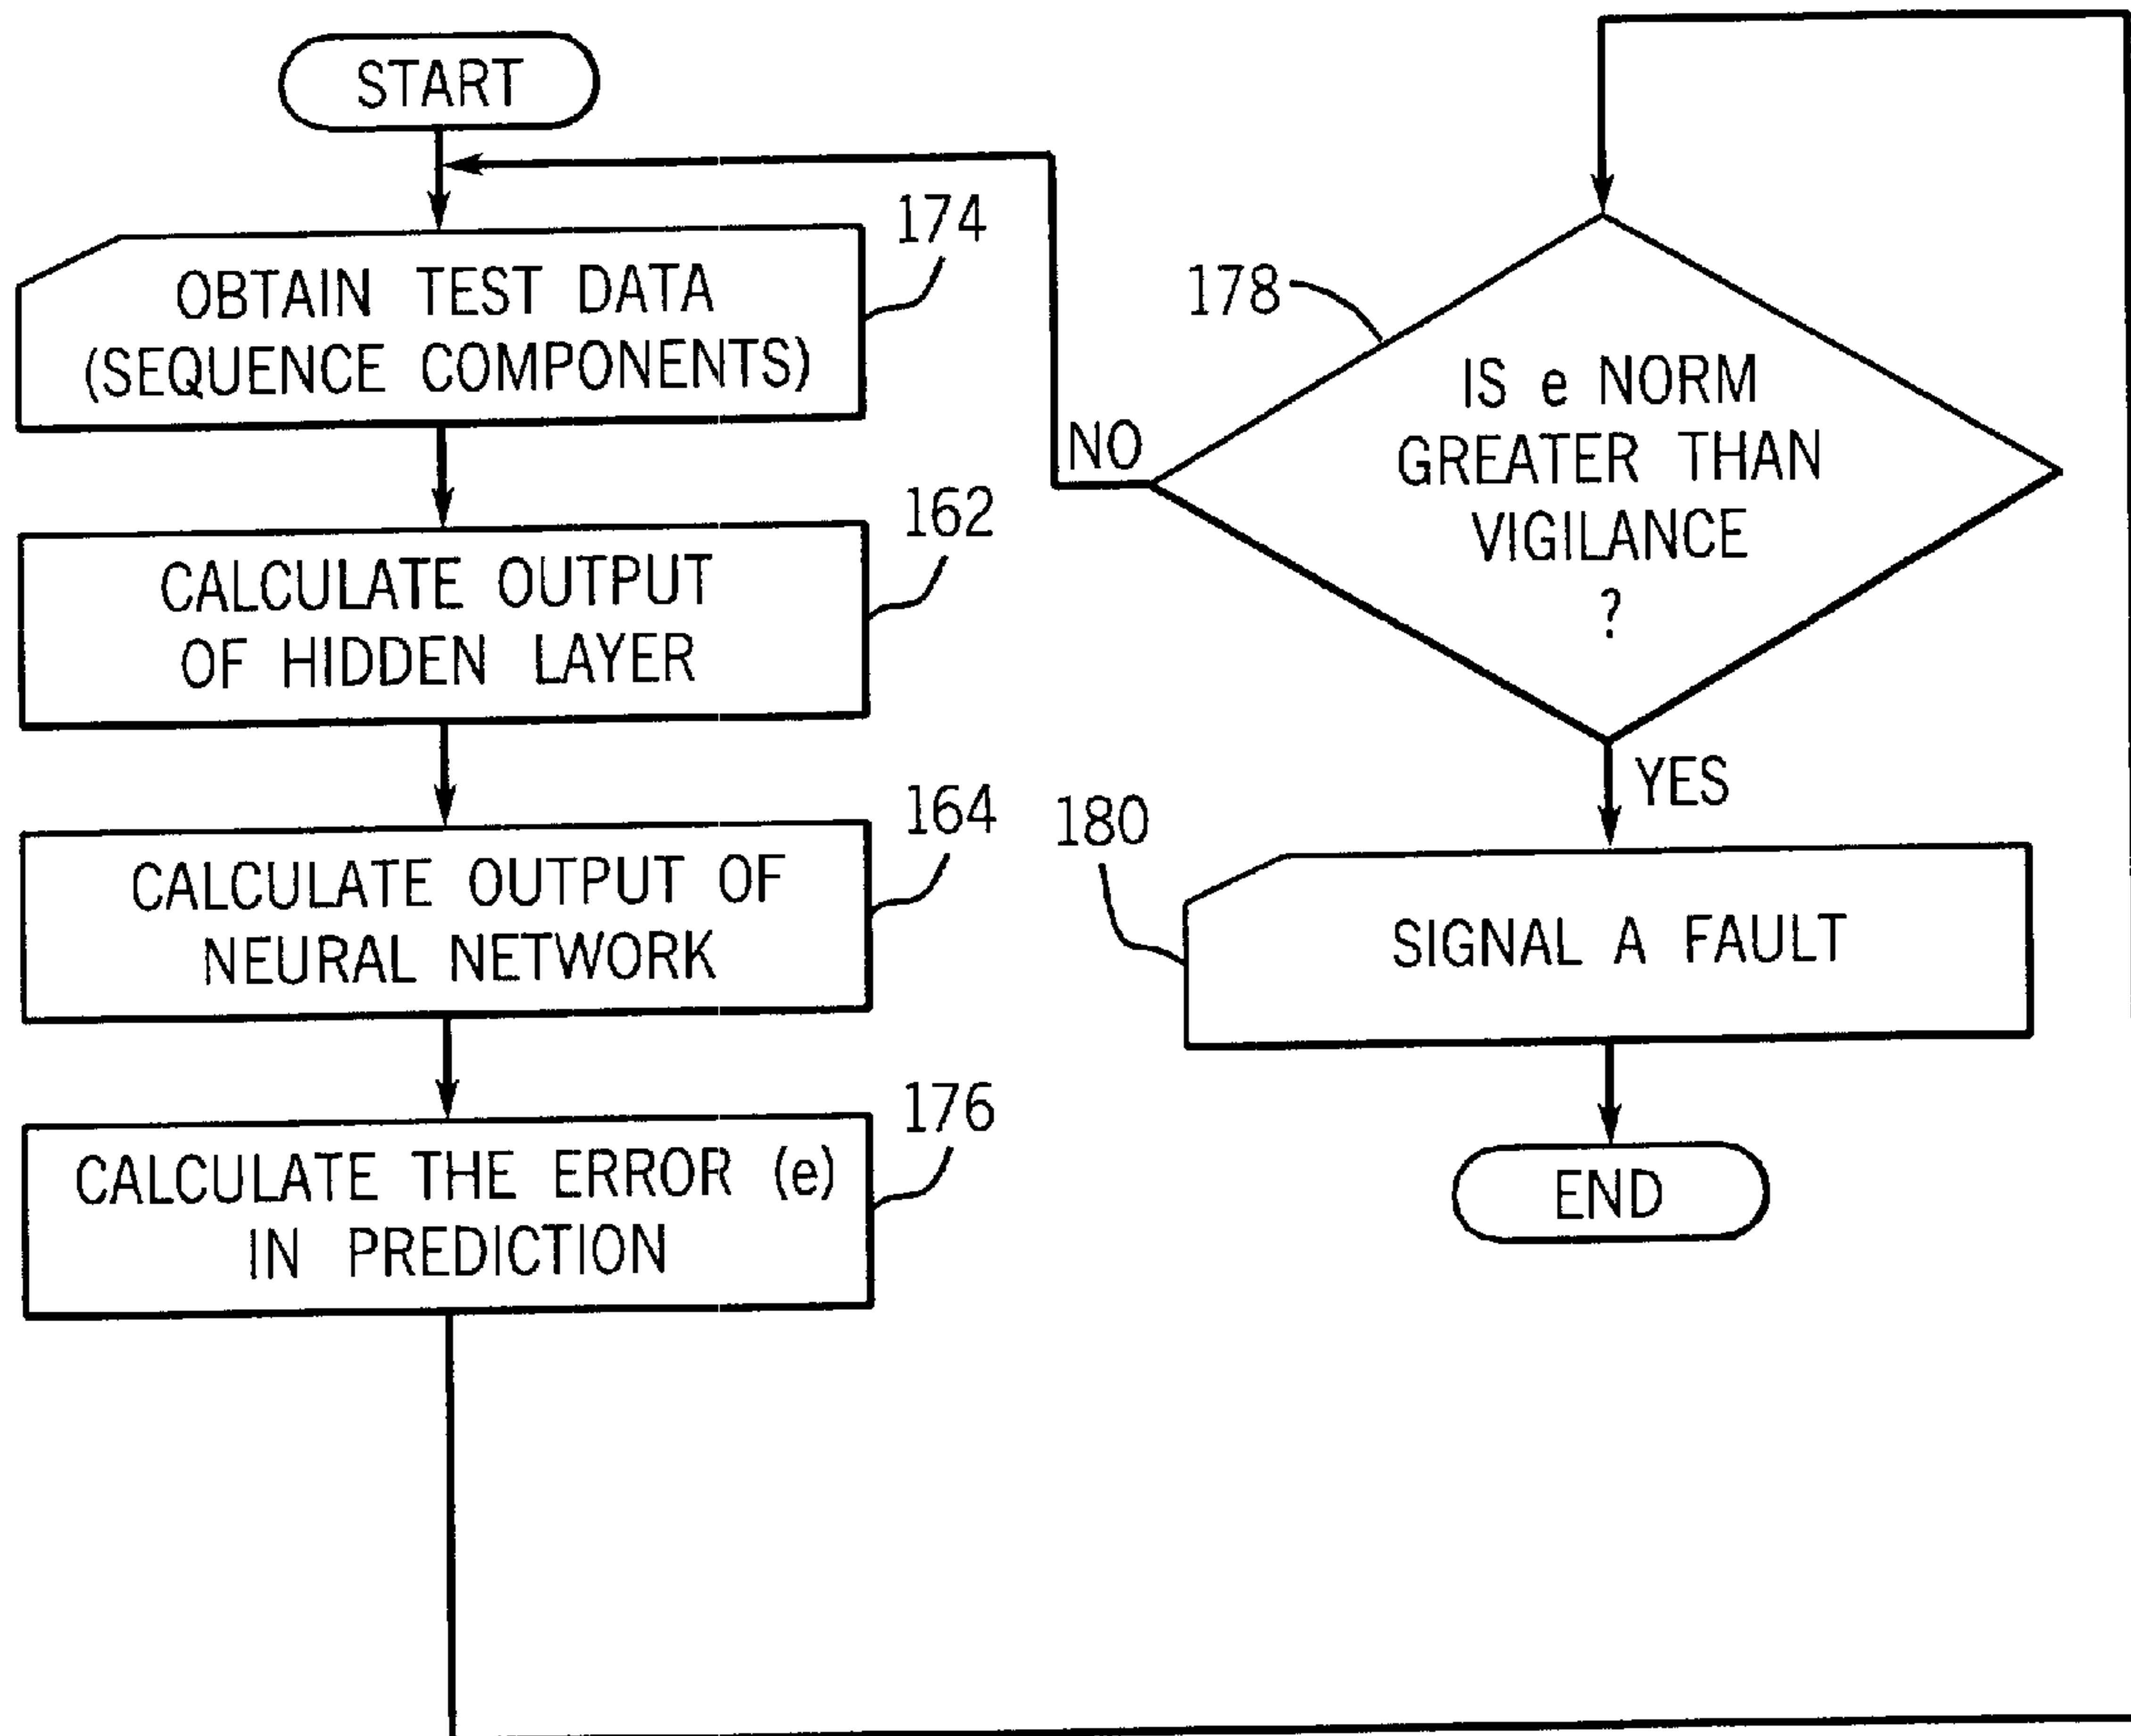 START
174
OBTAIN TEST DATA
(SEQUENCE COMPONENTS)
162
CALCULATE OUTPUT
OF HIDDEN LAYER
164
CALCULATE OUTPUT OF
NEURAL NETWORK
176
CALCULATE THE ERROR (e)
IN PREDICTION
178
IS e NORM
GREATER THAN
VIGILANCE
?
NO
YES
180
SIGNAL A FAULT
END